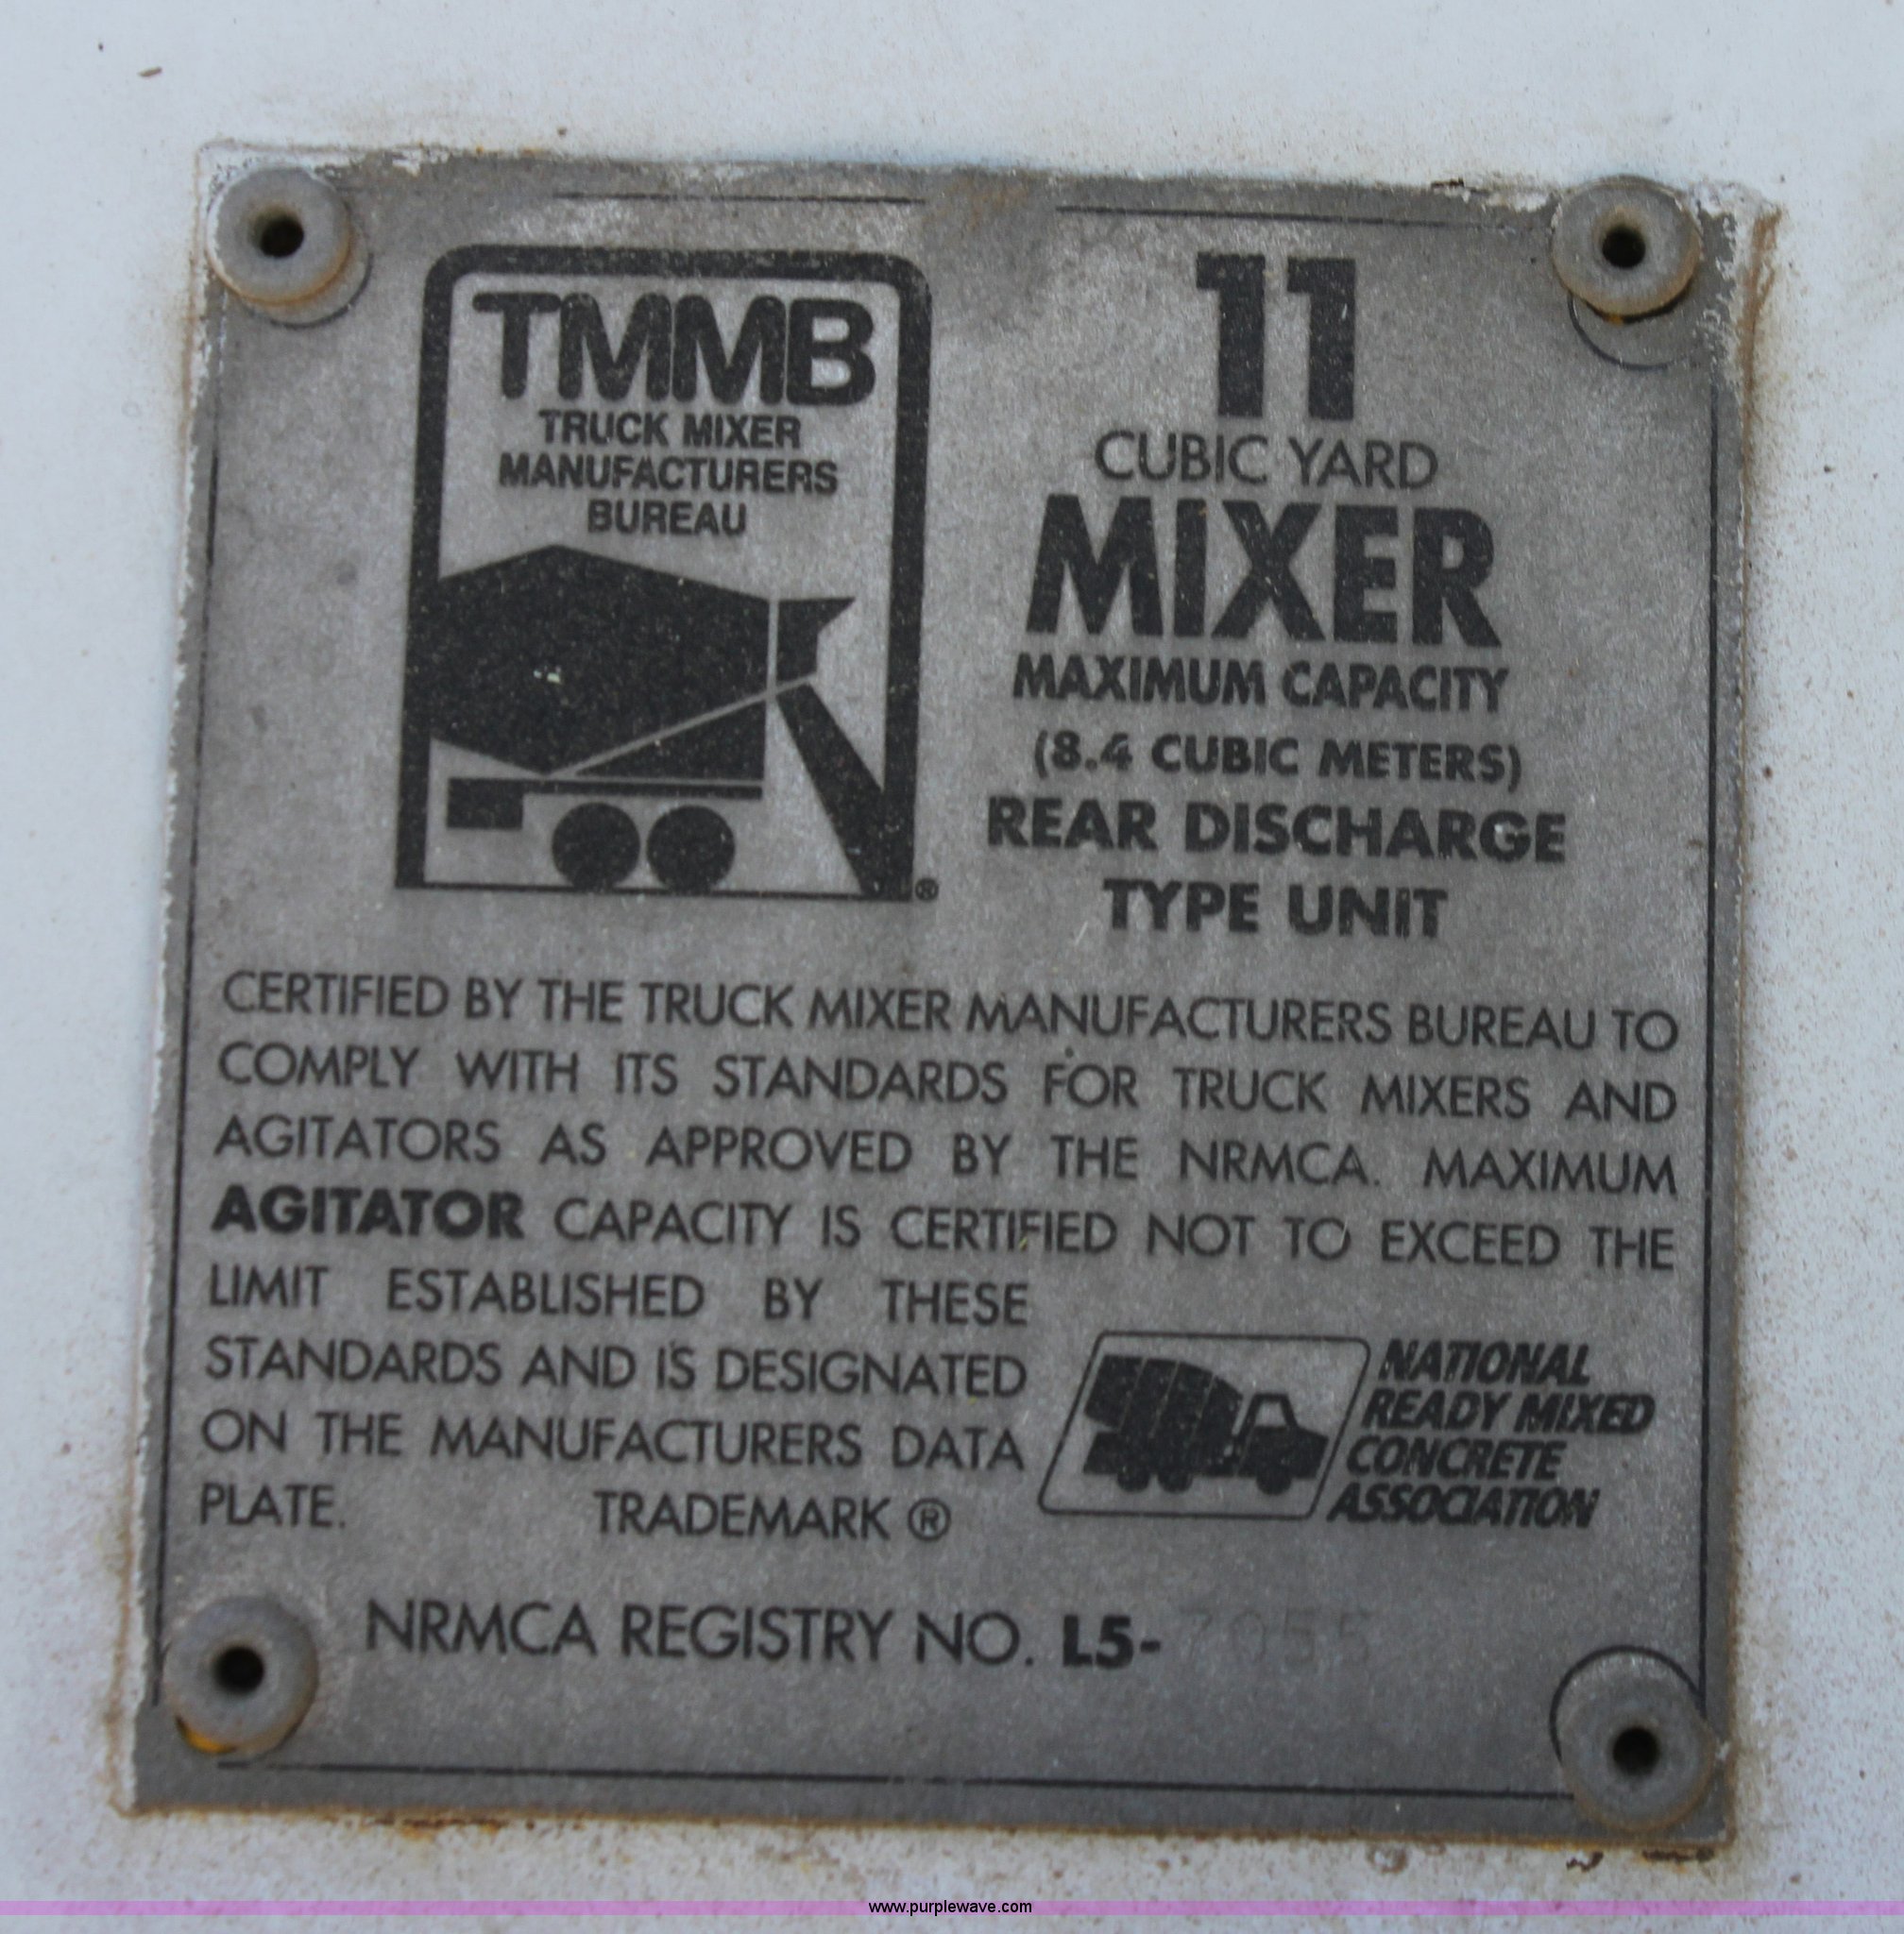 TMMB
TRUCK MIXER
MANUFACTURERS
BUREAU
®
11
CUBIC YARD
MIXER
MAXIMUM CAPACITY
(8.4 CUBIC METERS)
REAR DISCHARGE
TYPE UNIT
CERTIFIED BY THE TRUCK MIXER MANUFACTURERS BUREAU TO
COMPLY WITH ITS STANDARDS FOR TRUCK MIXERS AND
AGITATORS AS APPROVED BY THE NRMCA. MAXIMUM
AGITATOR CAPACITY IS CERTIFIED NOT TO EXCEED THE
LIMIT ESTABLISHED BY THESE
STANDARDS AND IS DESIGNATED
ON THE MANUFACTURERS DATA
PLATE. TRADEMARK ®
NATIONAL
READY MIXED
CONCRETE
ASSOCIATION
NRMCA REGISTRY NO. L5-7055
www.purplewave.com